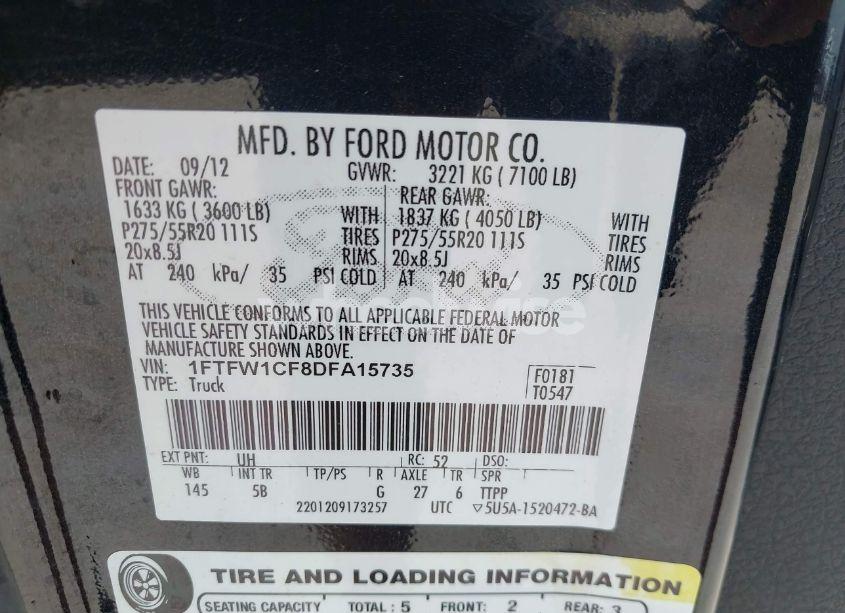 MFD. BY FORD MOTOR CO.
DATE: 09/12 GVWR: 3221 KG ( 7100 LB)
FRONT GAWR: REAR GAWR:
1633 KG ( 3600 LB) WITH 1837 KG ( 4050 LB) WITH
P275/55R20 111S TIRES P275/55R20 111S TIRES
20x8.5J RIMS 20x8.5J RIMS
AT 240 kPa/ 35 PSI COLD AT 240 kPa/ 35 PSI COLD
THIS VEHICLE CONFORMS TO ALL APPLICABLE FEDERAL MOTOR
VEHICLE SAFETY STANDARDS IN EFFECT ON THE DATE OF
MANUFACTURE SHOWN ABOVE.
VIN: 1FTFW1CF8DFA15735 F0181
TYPE: Truck T0547
EXT PNT: UH RC: 52 DSO:
WB INT TR TP/PS R AXLE TR SPR
145 5B G 27 6 TTPP
2201209173257 UTC ▽5U5A-1520472-BA
TIRE AND LOADING INFORMATION
SEATING CAPACITY TOTAL: 5 FRONT: 2 REAR: 3